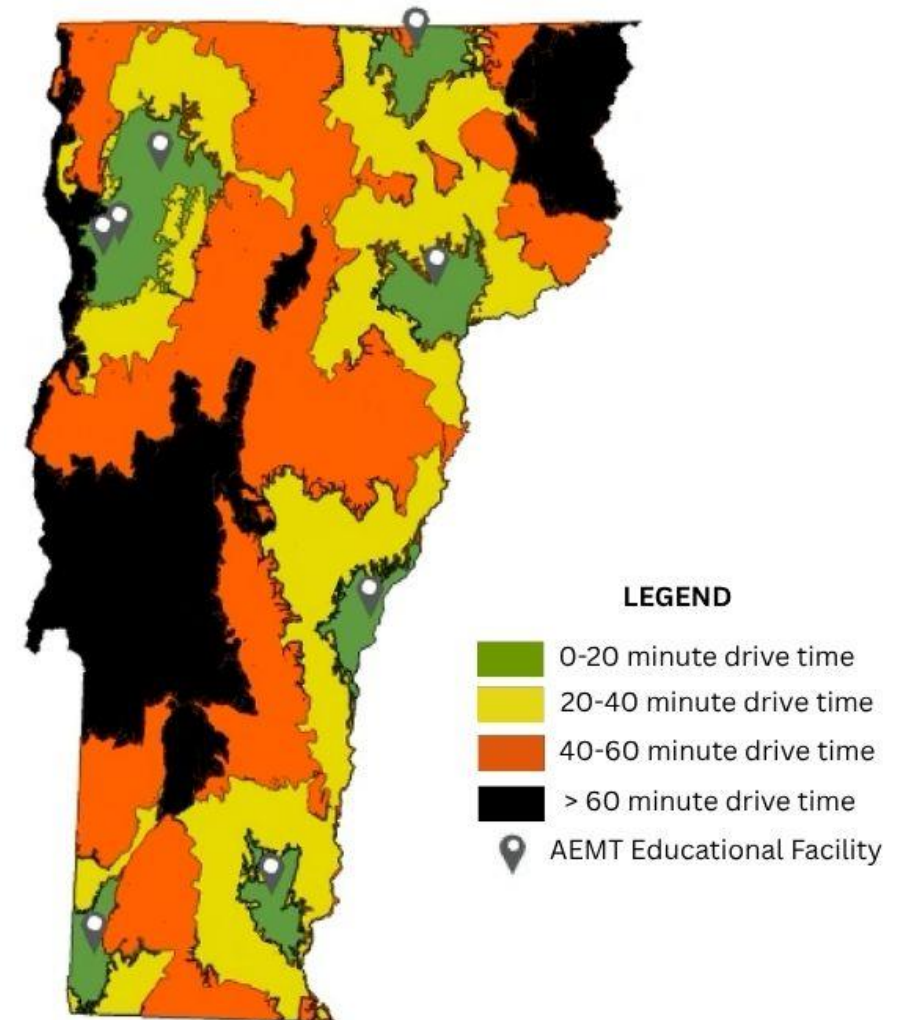 LEGEND
0-20 minute drive time
20-40 minute drive time
40-60 minute drive time
> 60 minute drive time
AEMT Educational Facility